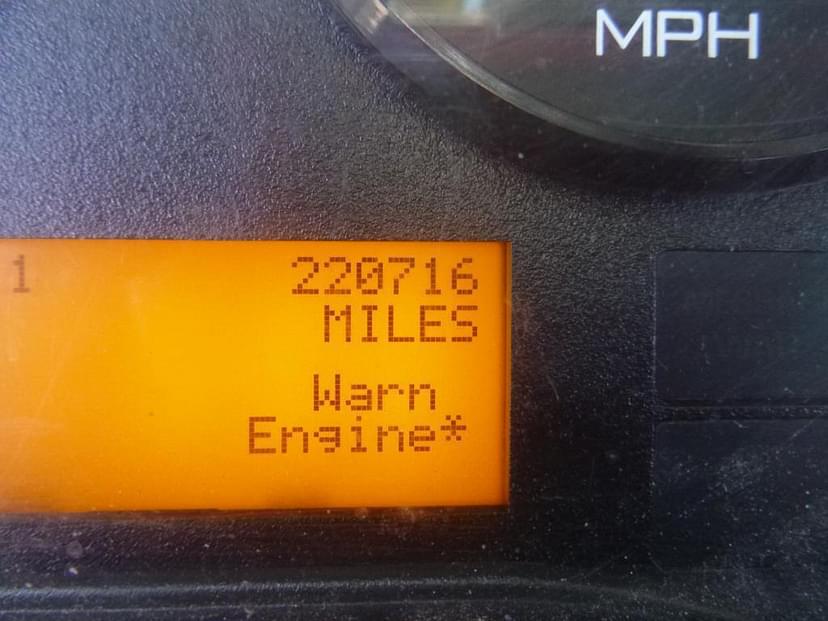 MPH
1 220716
MILES
Warn
Engine*